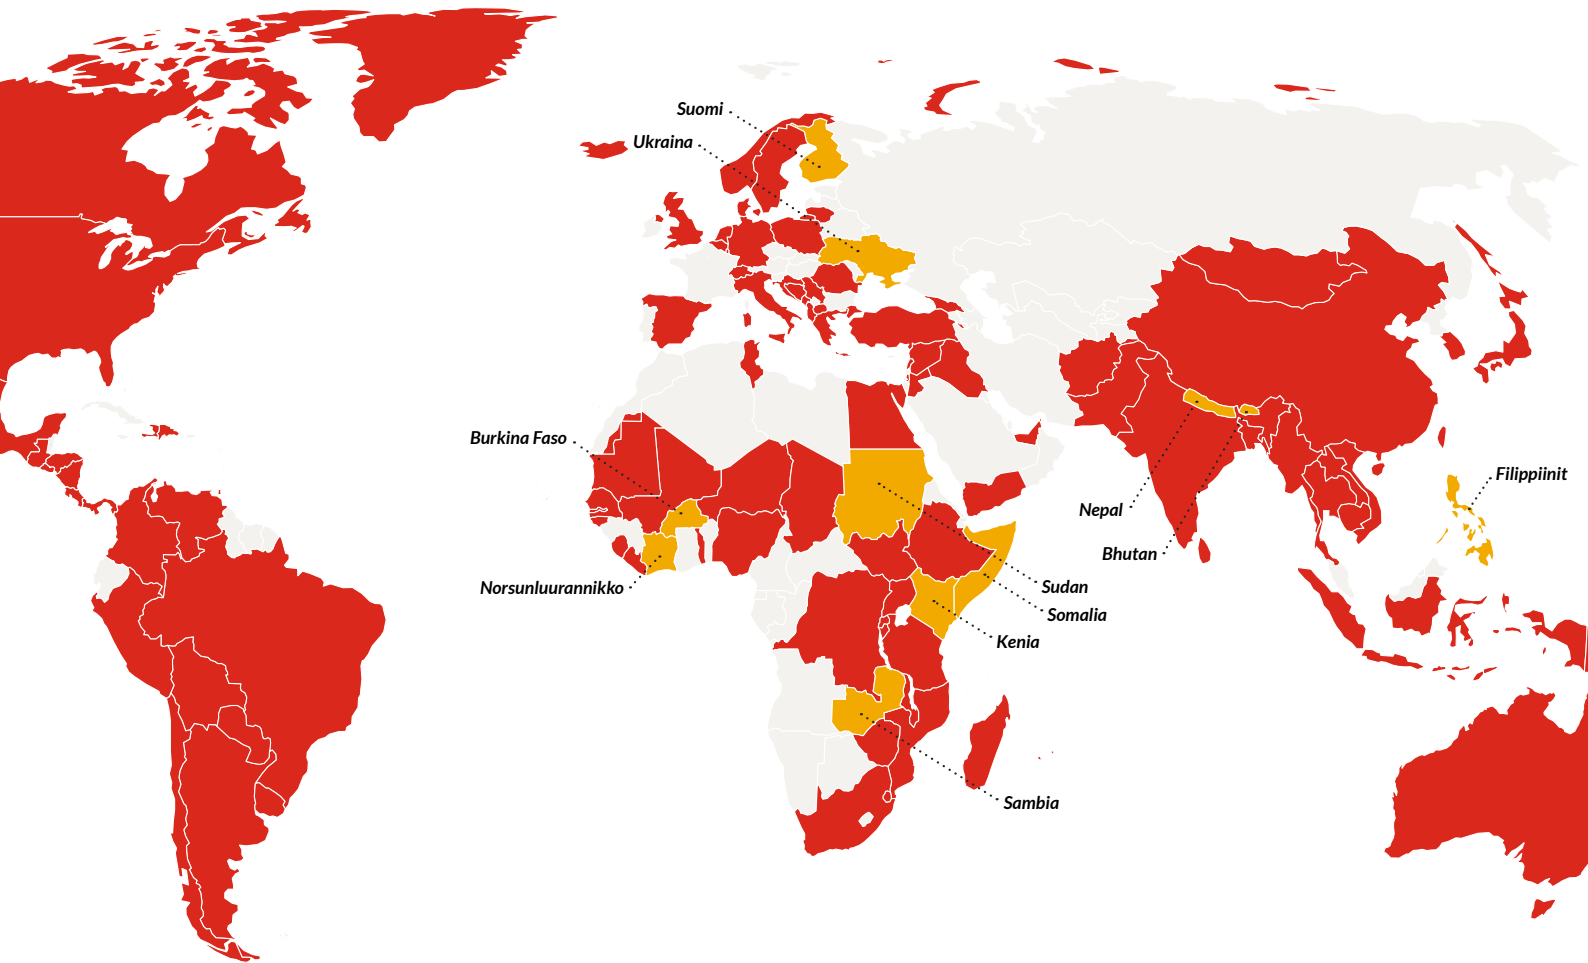 Suomi
Ukraina
Burkina Faso
Filippiinit
Nepal
Bhutan
Norsunluurannikko
Sudan
Somalia
Kenia
Sambia